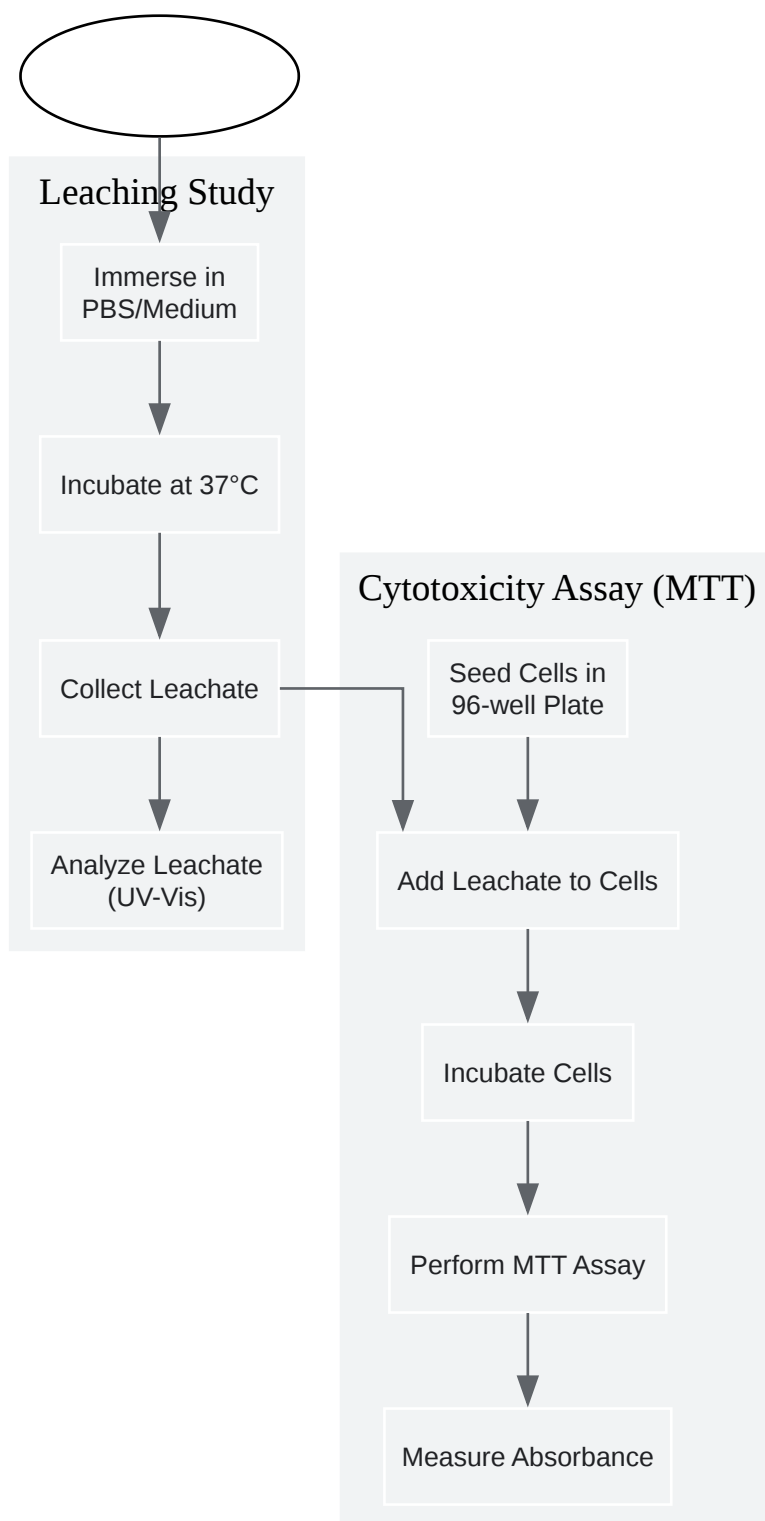 Leaching Study
Immerse in
PBS/Medium
Incubate at 37°C
Collect Leachate
Analyze Leachate
(UV-Vis)
Cytotoxicity Assay (MTT)
Seed Cells in
96-well Plate
Add Leachate to Cells
Incubate Cells
Perform MTT Assay
Measure Absorbance